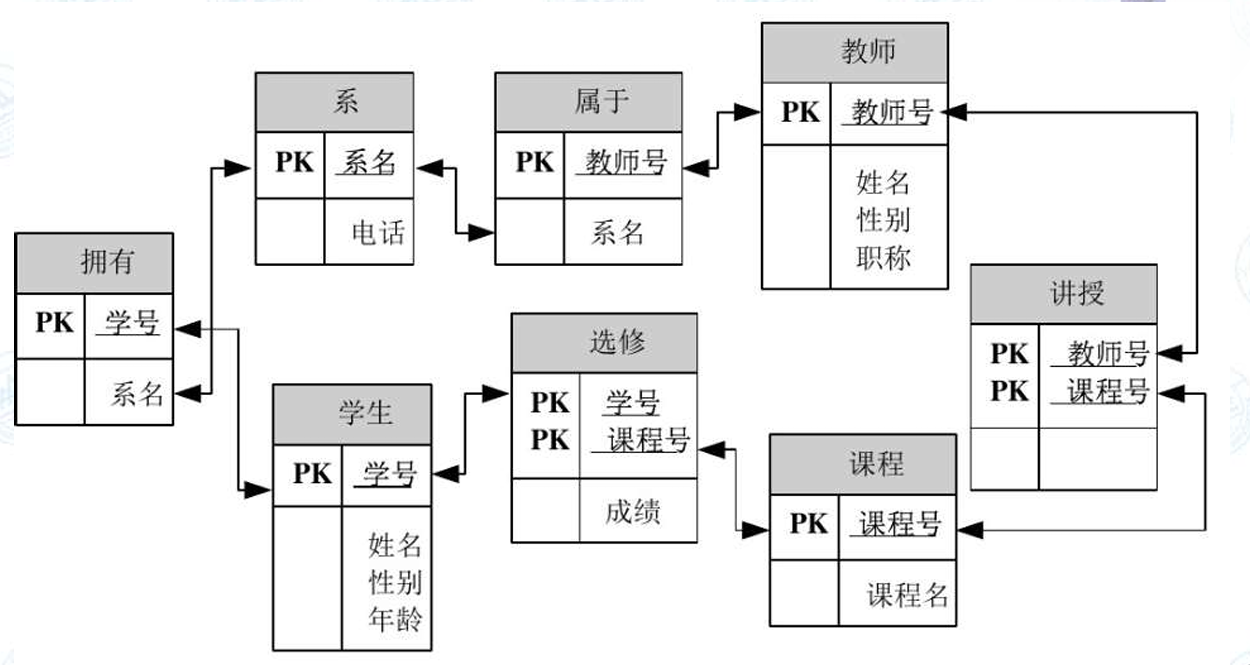 教师
PK 教师号
姓名
性别
职称
系
PK 系名
电话
属于
PK 教师号
系名
拥有
PK 学号
系名
讲授
PK 教师号
PK 课程号
选修
PK 学号
PK 课程号
成绩
学生
PK 学号
姓名
性别
年龄
课程
PK 课程号
课程名